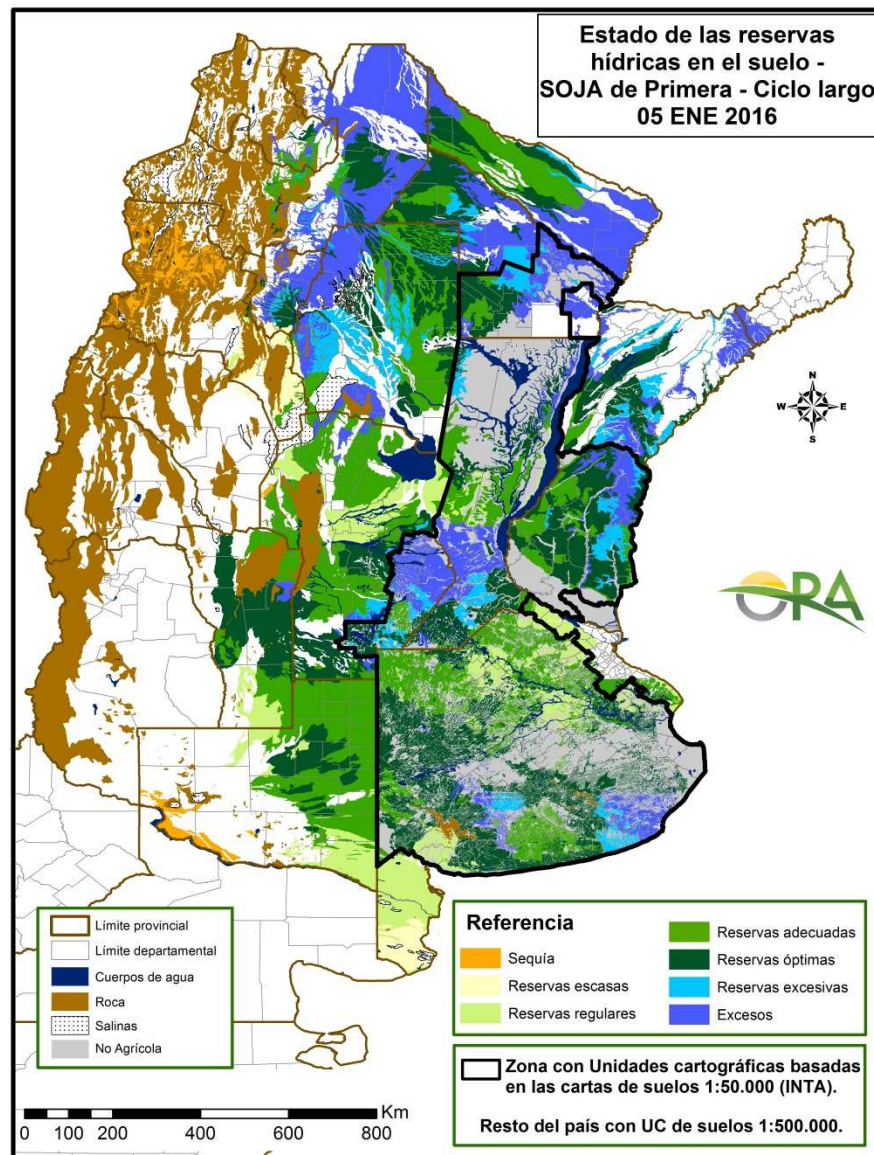 Estado de las reservas
hídricas en el suelo -
SOJA de Primera - Ciclo largo
05 ENE 2016
N
W
E
S
ORA
Límite provincial
Límite departamental
Cuerpos de agua
Roca
Salinas
No Agrícola
Referencia
Sequía
Reservas escasas
Reservas regulares
Reservas adecuadas
Reservas óptimas
Reservas excesivas
Excesos
Zona con Unidades cartográficas basadas
en las cartas de suelos 1:50.000 (INTA).
Resto del país con UC de suelos 1:500.000.
Km
0 100 200 400 600 800